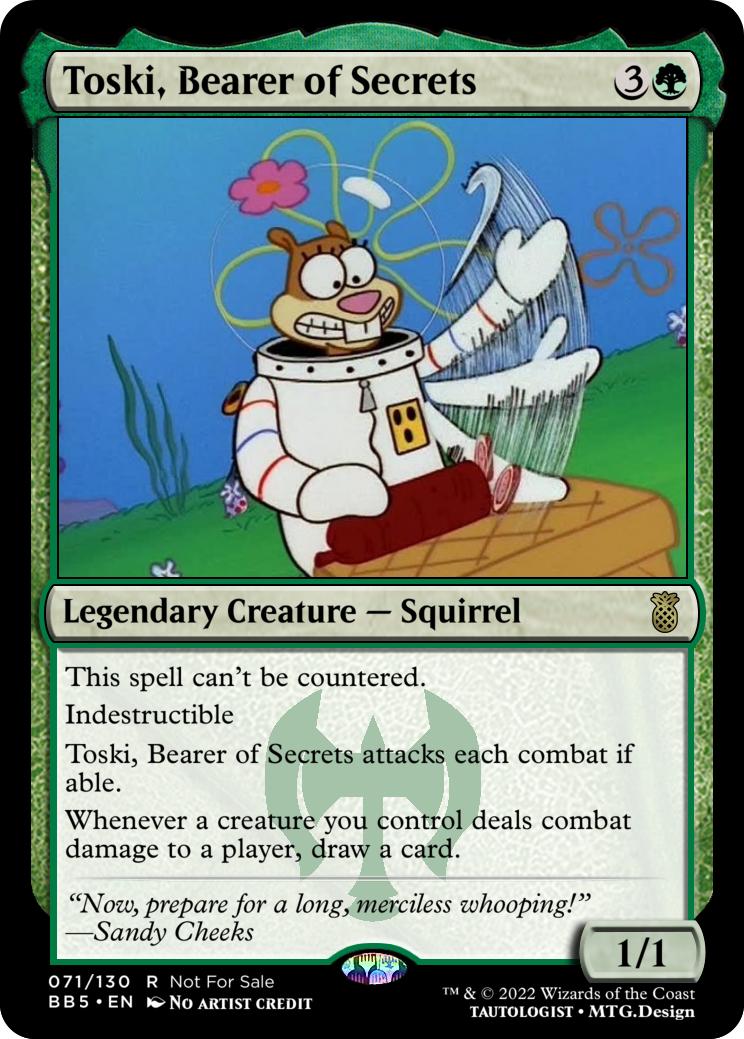 Toski, Bearer of Secrets 3
Legendary Creature — Squirrel
This spell can't be countered.
Indestructible
Toski, Bearer of Secrets attacks each combat if
able.
Whenever a creature you control deals combat
damage to a player, draw a card.
“Now, prepare for a long, merciless whooping!”
—Sandy Cheeks
1/1
071/130 R Not For Sale
BB5 • EN No artist credit
™ & © 2022 Wizards of the Coast
TAUTOLOGIST • MTG.Design